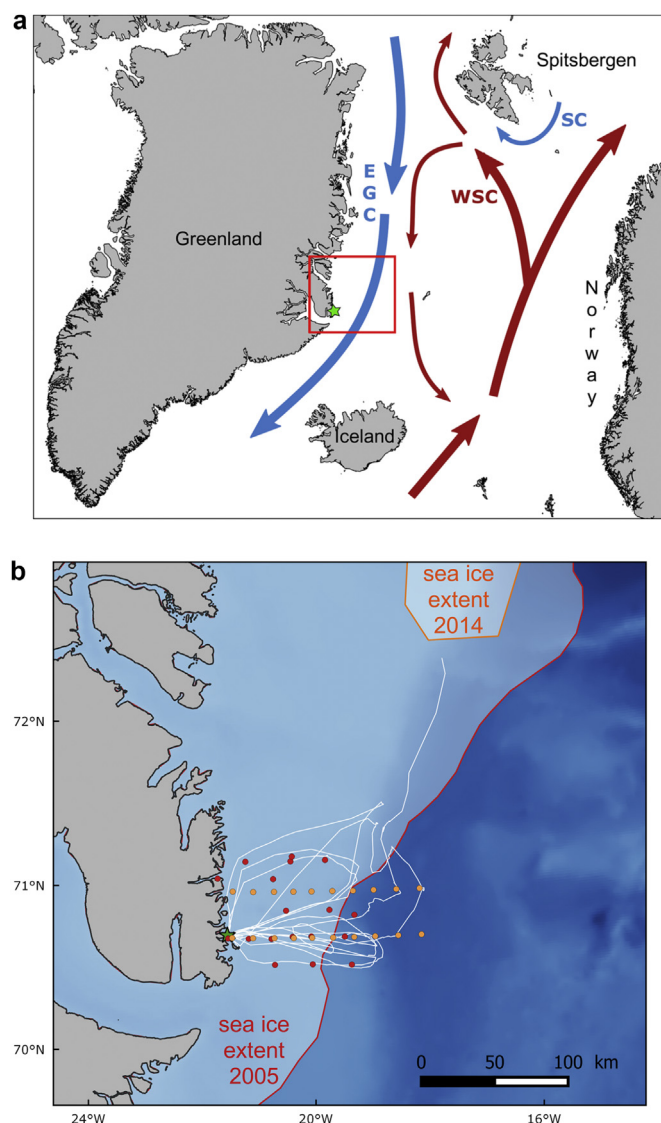 a
Spitsbergen
SC
E
G
C
WSC
Greenland
N
o
r
w
a
y
Iceland
b
sea ice
extent
2014
72°N
71°N
70°N
sea ice
extent
2005
0 50 100 km
24°W 20°W 16°W